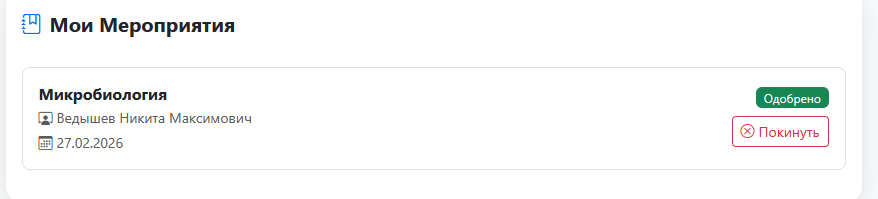 Мои Мероприятия
Микробиология
Одобрено
Ведышев Никита Максимович
Покинуть
27.02.2026